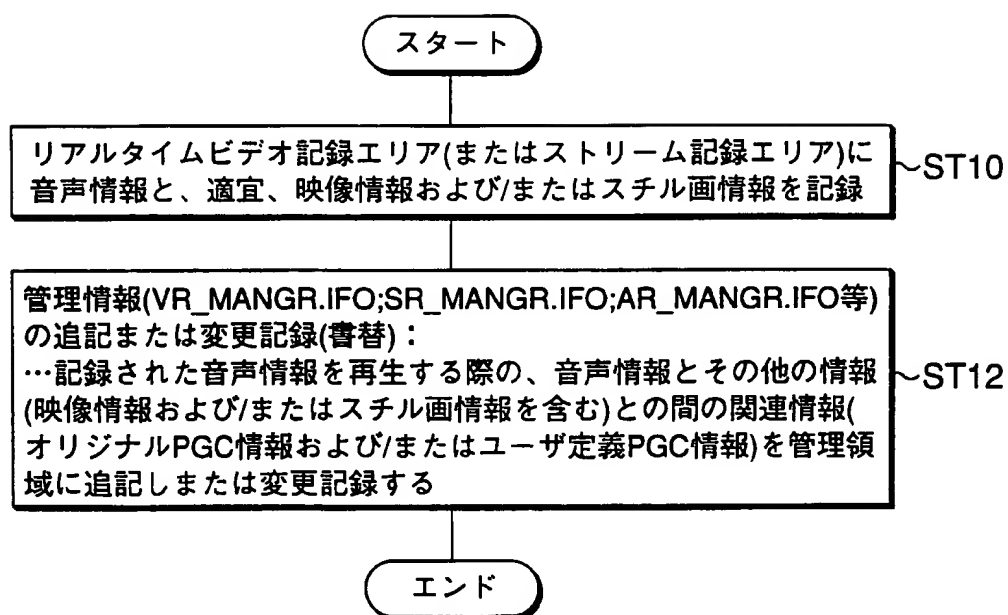 スタート
リアルタイムビデオ記録エリア(またはストリーム記録エリア)に
音声情報と、適宜、映像情報および/またはスチル画情報を記録
~ST10
管理情報(VR_MANGR.IFO;SR_MANGR.IFO;AR_MANGR.IFO等)
の追記または変更記録(書替)：
…記録された音声情報を再生する際の、音声情報とその他の情報
(映像情報および/またはスチル画情報を含む)との間の関連情報(
オリジナルPGC情報および/またはユーザ定義PGC情報)を管理領
域に追記しまたは変更記録する
~ST12
エンド